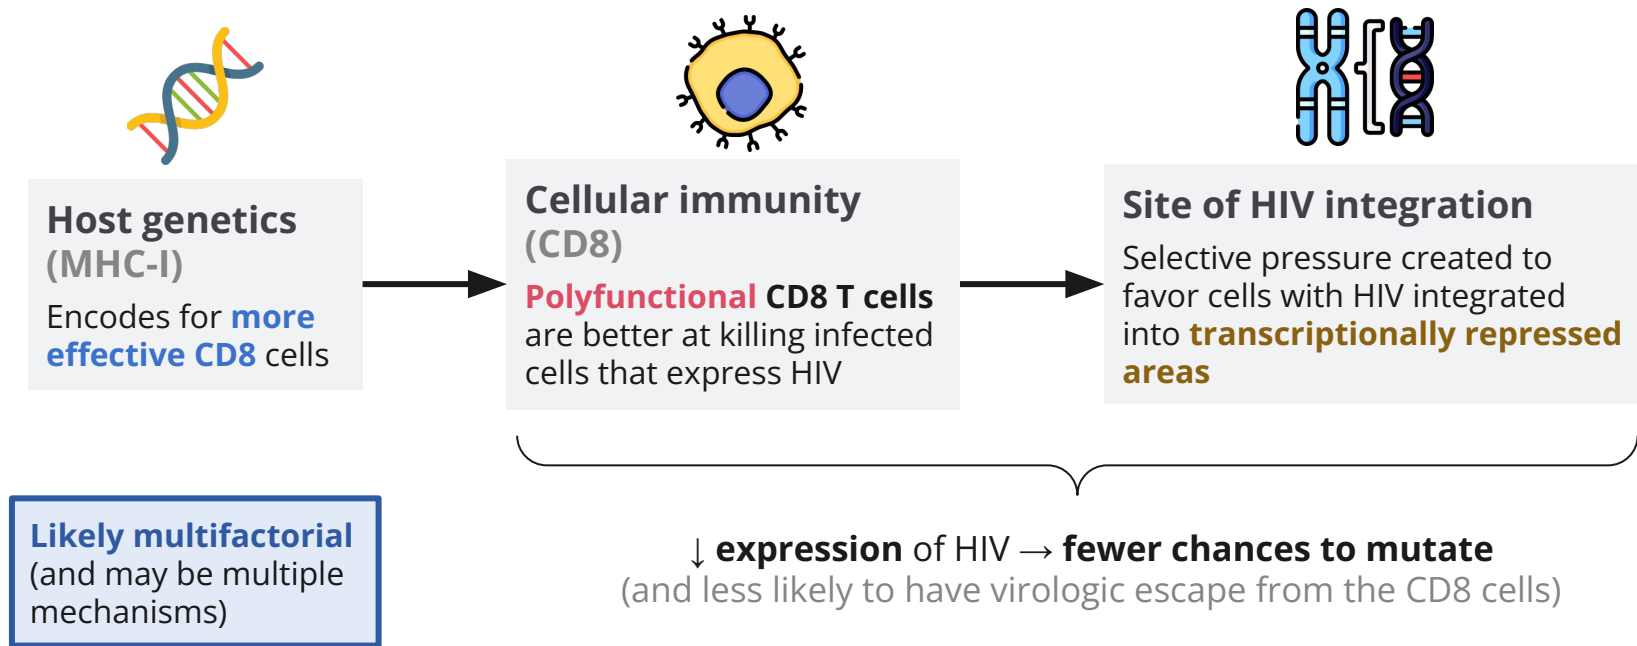 Host genetics
(MHC-I)
Encodes for more
effective CD8 cells
Cellular immunity
(CD8)
Polyfunctional CD8 T cells
are better at killing infected
cells that express HIV
Site of HIV integration
Selective pressure created to
favor cells with HIV integrated
into transcriptionally repressed
areas
Likely multifactorial
(and may be multiple
mechanisms)
↓ expression of HIV → fewer chances to mutate
(and less likely to have virologic escape from the CD8 cells)